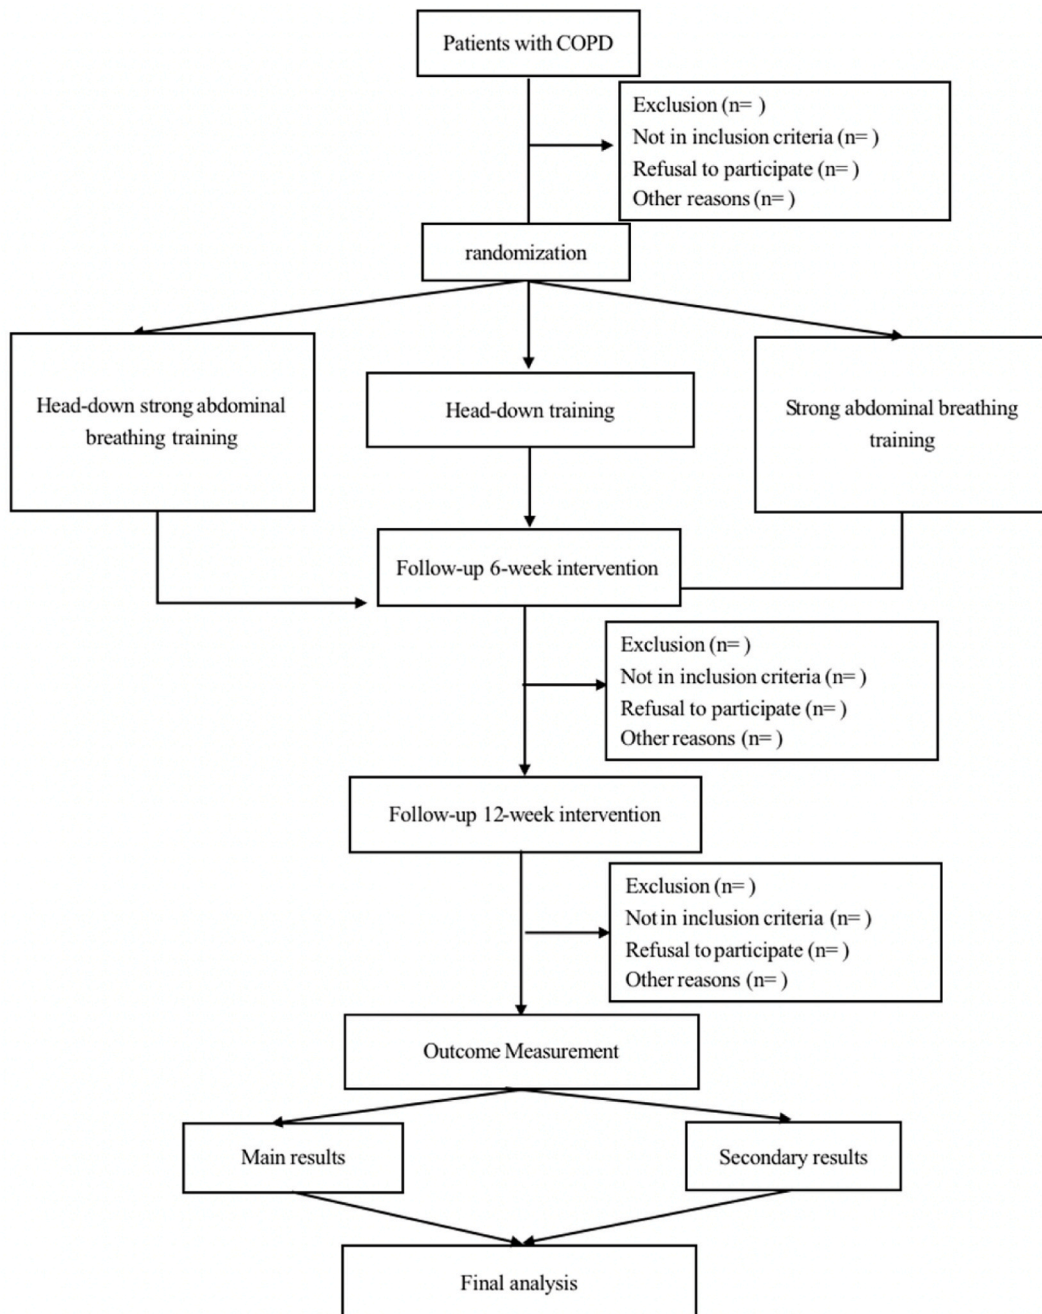 Patients with COPD
Exclusion (n= )
Not in inclusion criteria (n= )
Refusal to participate (n= )
Other reasons (n= )
randomization
Head-down strong abdominal
breathing training
Head-down training
Strong abdominal breathing
training
Follow-up 6-week intervention
Exclusion (n= )
Not in inclusion criteria (n= )
Refusal to participate (n= )
Other reasons (n= )
Follow-up 12-week intervention
Exclusion (n= )
Not in inclusion criteria (n= )
Refusal to participate (n= )
Other reasons (n= )
Outcome Measurement
Main results
Secondary results
Final analysis